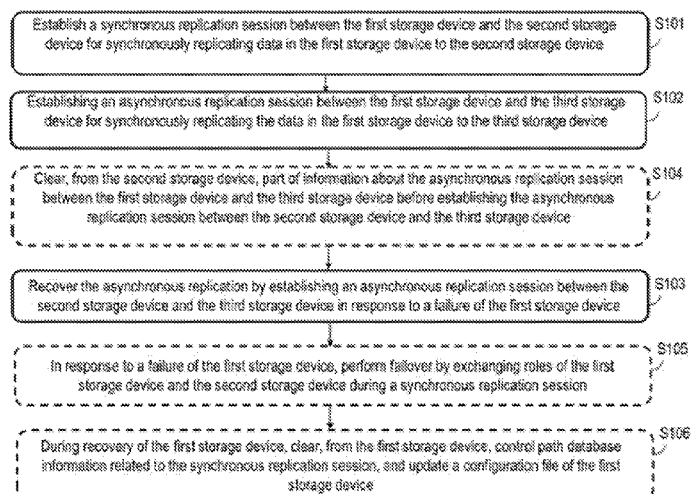 Establish a synchronous replication session between the first storage device and the second storage
device for synchronously replicating data in the first storage device to the second storage device
S101
Establishing an asynchronous replication session between the first storage device and the third storage
device for synchronously replicating the data in the first storage device to the third storage device
S102
Clear, from the second storage device, part of information about the asynchronous replication session
between the first storage device and the third storage device before establishing the asynchronous
replication session between the second storage device and the third storage device
S104
Recover the asynchronous replication by establishing an asynchronous replication session between the
second storage device and the third storage device in response to a failure of the first storage device
S103
In response to a failure of the first storage device, perform failover by exchanging roles of the first
storage device and the second storage device during a synchronous replication session
S105
During recovery of the first storage device, clear, from the first storage device, control path database
information related to the synchronous replication session, and update a configuration file of the first
storage device
S106